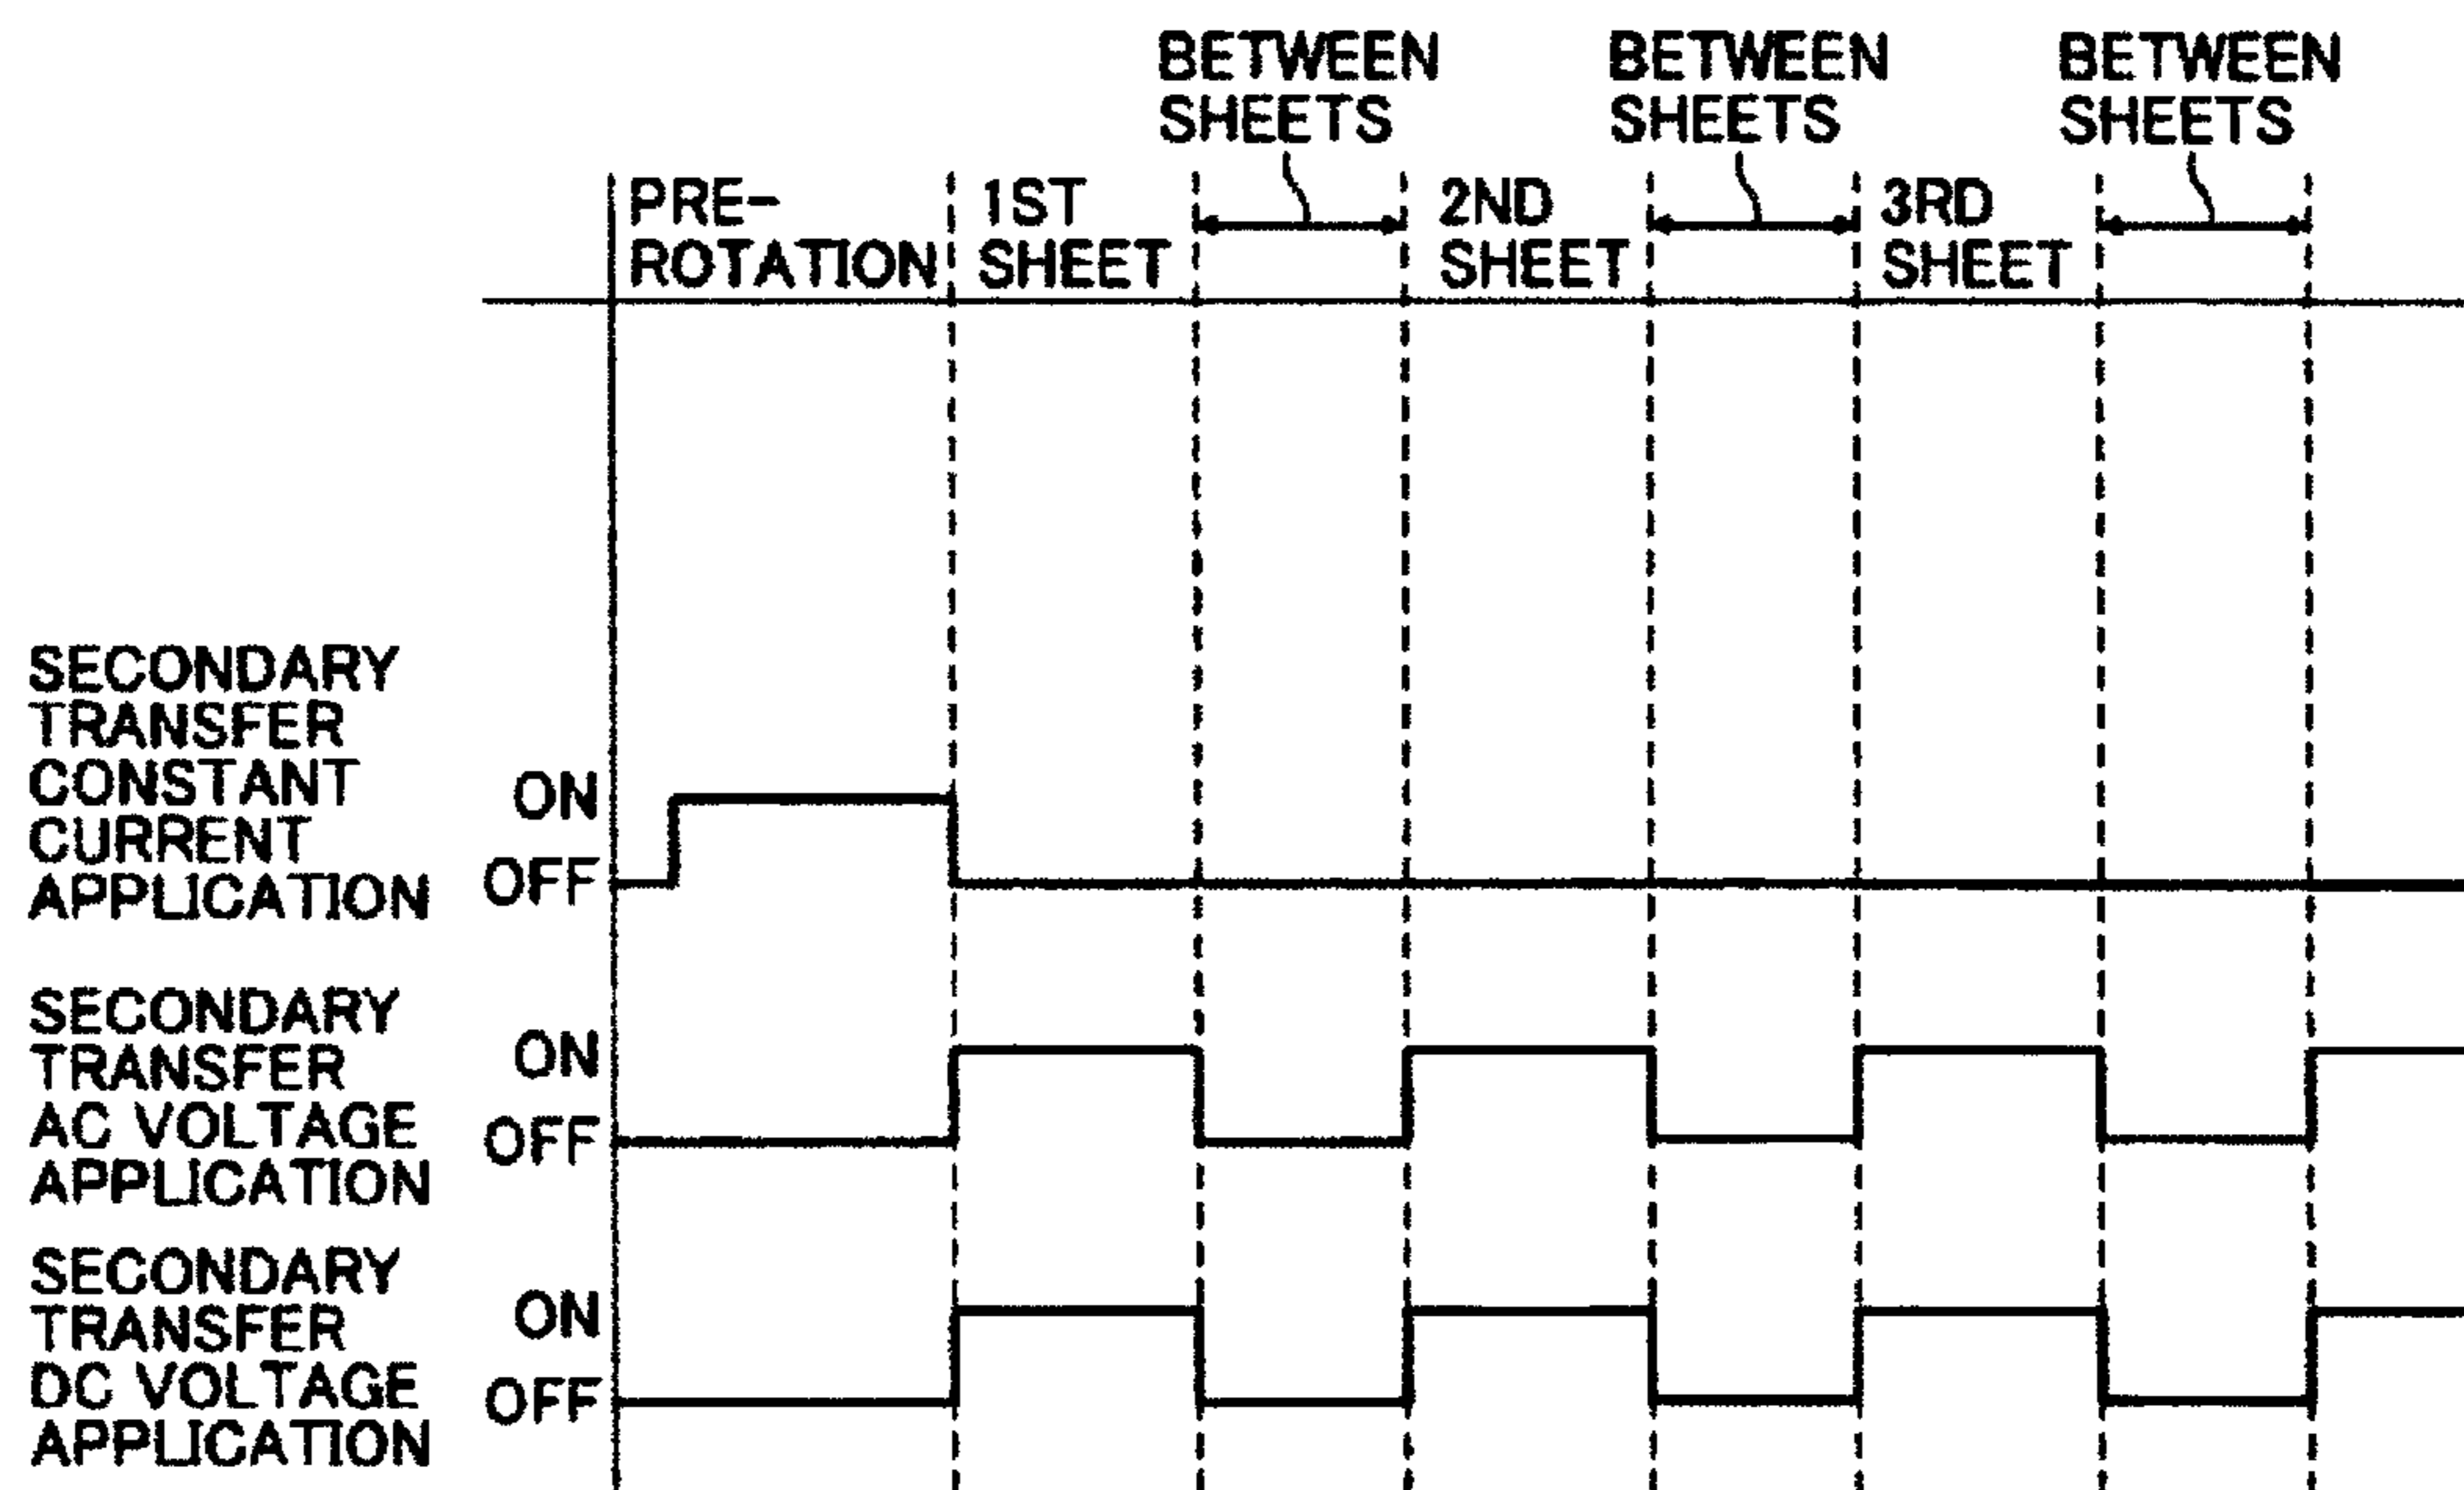 BETWEEN
SHEETS
BETWEEN
SHEETS
BETWEEN
SHEETS
PRE-
ROTATION
1ST
SHEET
2ND
SHEET
3RD
SHEET
SECONDARY
TRANSFER
CONSTANT
CURRENT
APPLICATION
ON
OFF
SECONDARY
TRANSFER
AC VOLTAGE
APPLICATION
ON
OFF
SECONDARY
TRANSFER
DC VOLTAGE
APPLICATION
ON
OFF